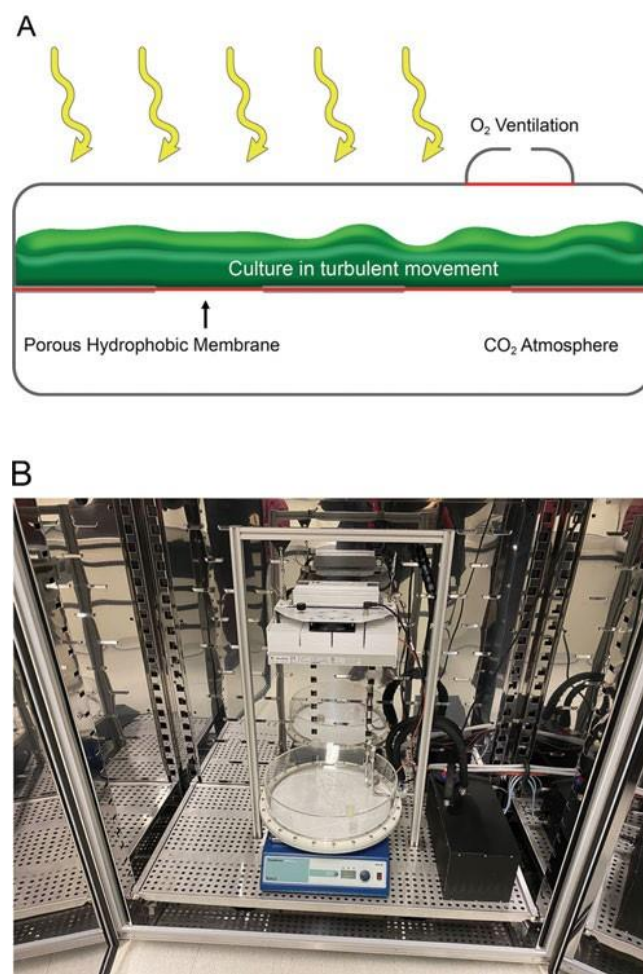 A
O₂ Ventilation
Culture in turbulent movement
Porous Hydrophobic Membrane
CO₂ Atmosphere
B